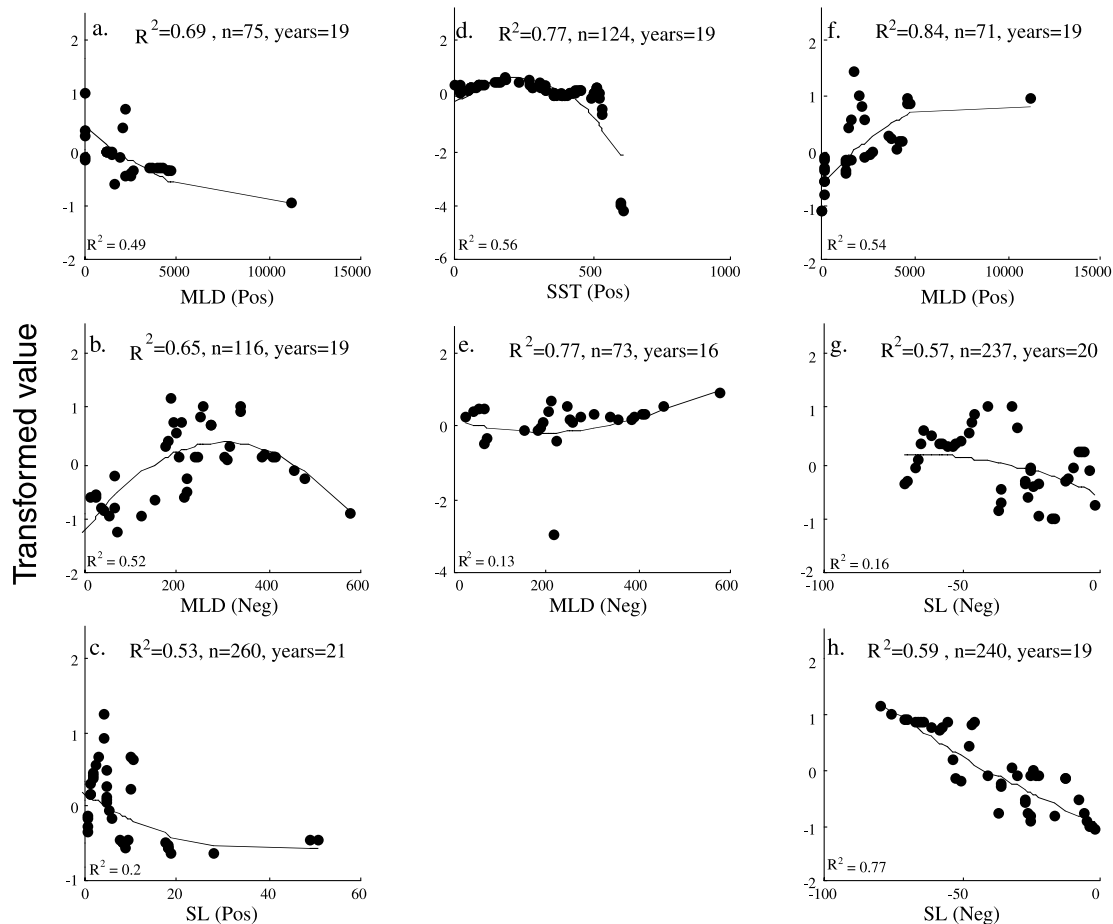 Transformed value
a.
R²=0.69 , n=75, years=19
2
1
0
-1
-2
R² = 0.49
0
5000
10000
15000
MLD (Pos)
d.
R²=0.77, n=124, years=19
2
0
-2
-4
-6
R² = 0.56
0
500
1000
SST (Pos)
f.
R²=0.84, n=71, years=19
2
1
0
-1
-2
R² = 0.54
0
5000
10000
15000
MLD (Pos)
b.
R²=0.65, n=116, years=19
2
1
0
-1
-2
R² = 0.52
0
200
400
600
MLD (Neg)
e.
R²=0.77, n=73, years=16
2
0
-2
-4
R² = 0.13
0
200
400
600
MLD (Neg)
g.
R²=0.57, n=237, years=20
2
1
0
-1
-2
R² = 0.16
-100
-50
0
SL (Neg)
c.
R²=0.53, n=260, years=21
2
1
0
-1
R² = 0.2
0
20
40
60
SL (Pos)
h.
R²=0.59 , n=240, years=19
2
1
0
-1
-2
R² = 0.77
-100
-50
0
SL (Neg)